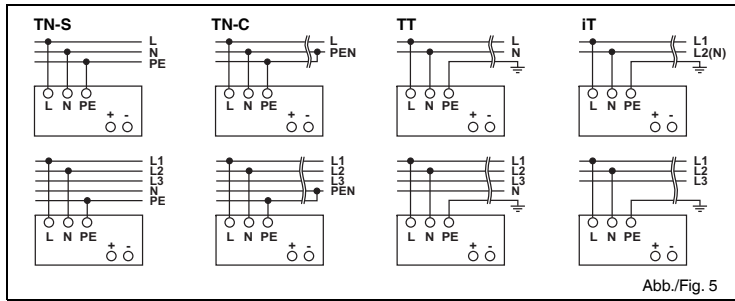 TN-S
L
N
PE
L N PE
+ -
TN-C
L
PEN
L N PE
+ -
TT
L
N
L N PE
+ -
iT
L1
L2(N)
L N PE
+ -
L1
L2
L3
N
PE
L N PE
+ -
L1
L2
L3
PEN
L N PE
+ -
L1
L2
L3
N
L N PE
+ -
L1
L2
L3
L N PE
+ -
Abb./Fig. 5